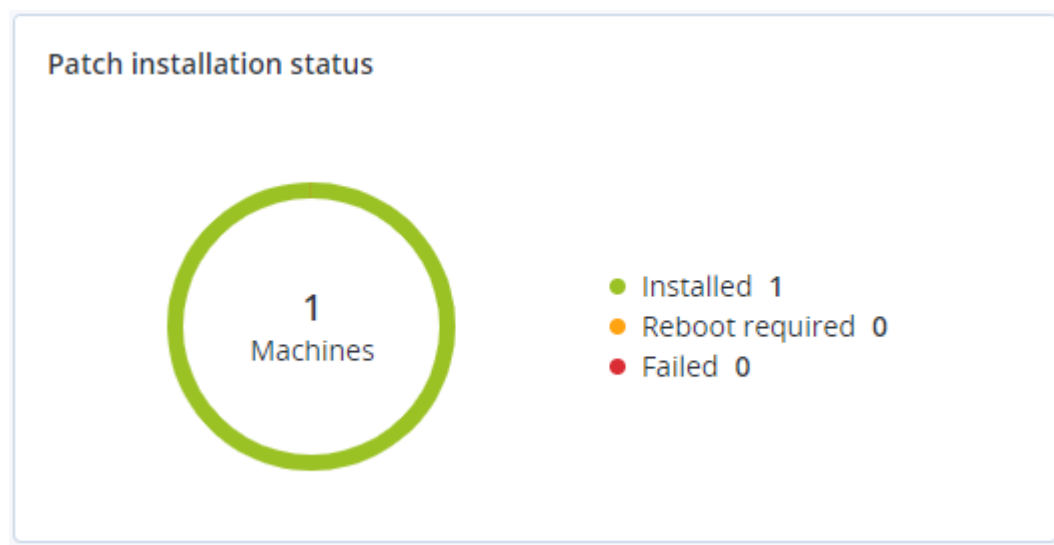 Patch installation status
1
Machines
Installed 1
Reboot required 0
Failed 0